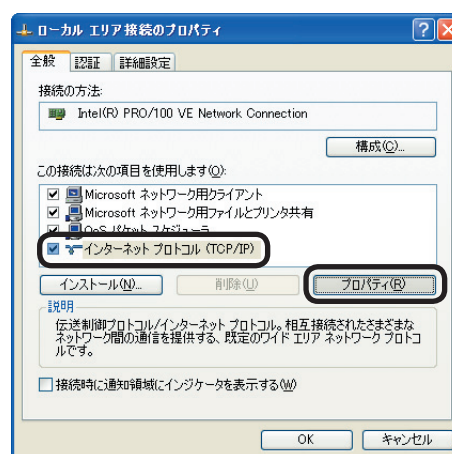 ローカル エリア接続のプロパティ
全般 認証 詳細設定
接続の方法:
Intel(R) PRO/100 VE Network Connection
構成(C)...
この接続は次の項目を使用します(O):
Microsoft ネットワーク用クライアント
Microsoft ネットワーク用ファイルとプリンタ共有
QoS パケット スケジューラ
インターネット プロトコル (TCP/IP)
インストール(N)... 削除(U) プロパティ(R)
説明
伝送制御プロトコル/インターネット プロトコル。相互接続されたさまざまな
ネットワーク間の通信を提供する、既定のワイド エリア ネットワーク プロトコ
ルです。
接続時に通知領域にインジケータを表示する(W)
OK キャンセル